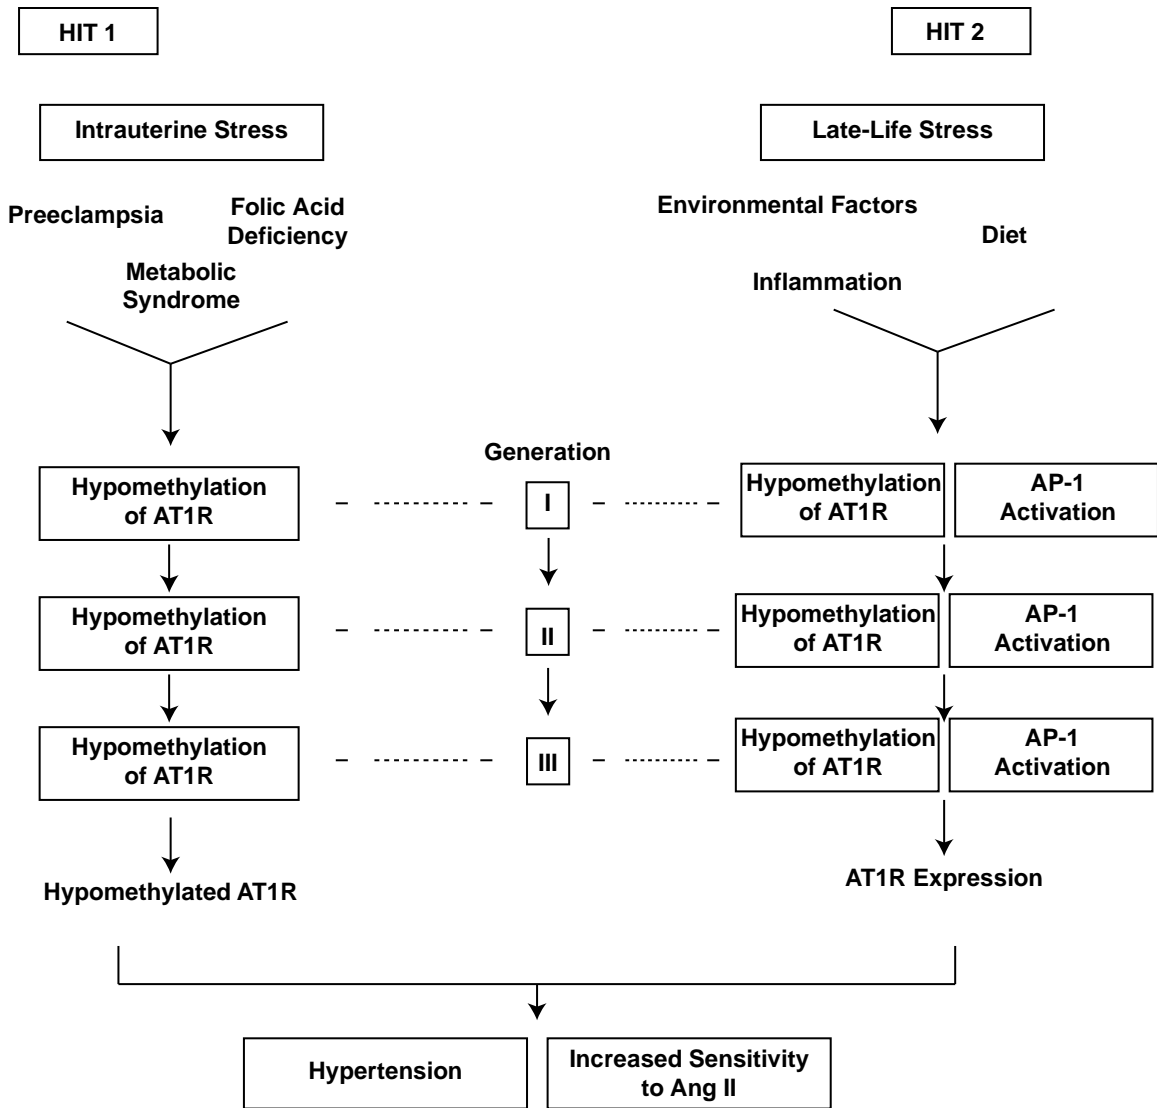 HIT 1
HIT 2
Intrauterine Stress
Late-Life Stress
Preeclampsia
Folic Acid
Deficiency
Metabolic
Syndrome
Environmental Factors
Diet
Inflammation
Generation
Hypomethylation
of AT1R
I
Hypomethylation
of AT1R
AP-1
Activation
Hypomethylation
of AT1R
II
Hypomethylation
of AT1R
AP-1
Activation
Hypomethylation
of AT1R
III
Hypomethylation
of AT1R
AP-1
Activation
Hypomethylated AT1R
AT1R Expression
Hypertension
Increased Sensitivity
to Ang II